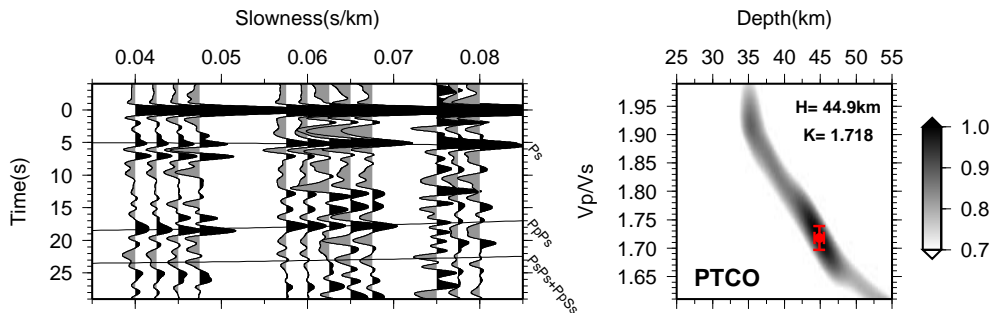 Slowness(s/km)
0.04 0.05 0.06 0.07 0.08
Time(s)
0
5
10
15
20
25
Ps
PpPs
PsPs+PpSs
Depth(km)
25 30 35 40 45 50 55
Vp/Vs
1.95
1.90
1.85
1.80
1.75
1.70
1.65
H= 44.9km
K= 1.718
PTCO
1.0
0.9
0.8
0.7